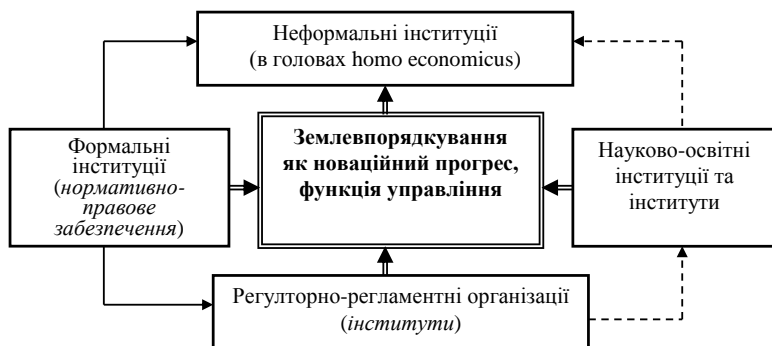 Неформальні інституції
(в головах homo economicus)
Формальні
інституції
(нормативно-
правове
забезпечення)
Землевпорядкування
як новаційний прогрес,
функція управління
Науково-освітні
інституції та
інститути
Регулторно-регламентні організації
(інститути)